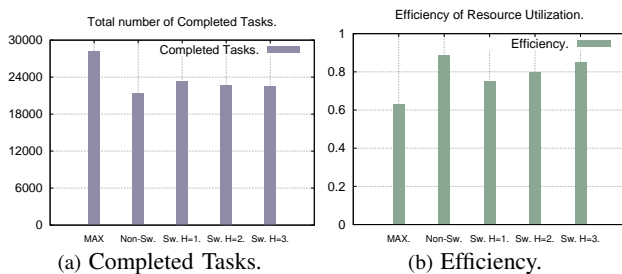 Total number of Completed Tasks.
30000
24000
18000
12000
6000
0
Completed Tasks.
MAX Non-Sw. Sw. H=1. Sw. H=2. Sw. H=3.
(a) Completed Tasks.
Efficiency of Resource Utilization.
1
0.8
0.6
0.4
0.2
0
Efficiency.
MAX. Non-Sw. Sw. H=1. Sw. H=2. Sw. H=3.
(b) Efficiency.